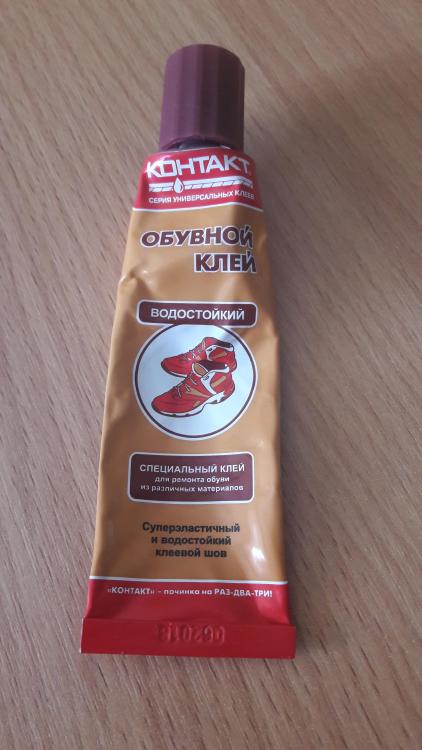 КОНТАКТ
СЕРИЯ УНИВЕРСАЛЬНЫХ КЛЕЕВ
ОБУВНОЙ
КЛЕЙ
ВОДОСТОЙКИЙ
СПЕЦИАЛЬНЫЙ КЛЕЙ
для ремонта обуви
из различных материалов
Суперэластичный
и водостойкий
клеевой шов
«КОНТАКТ» - починка на РАЗ-ДВА-ТРИ!